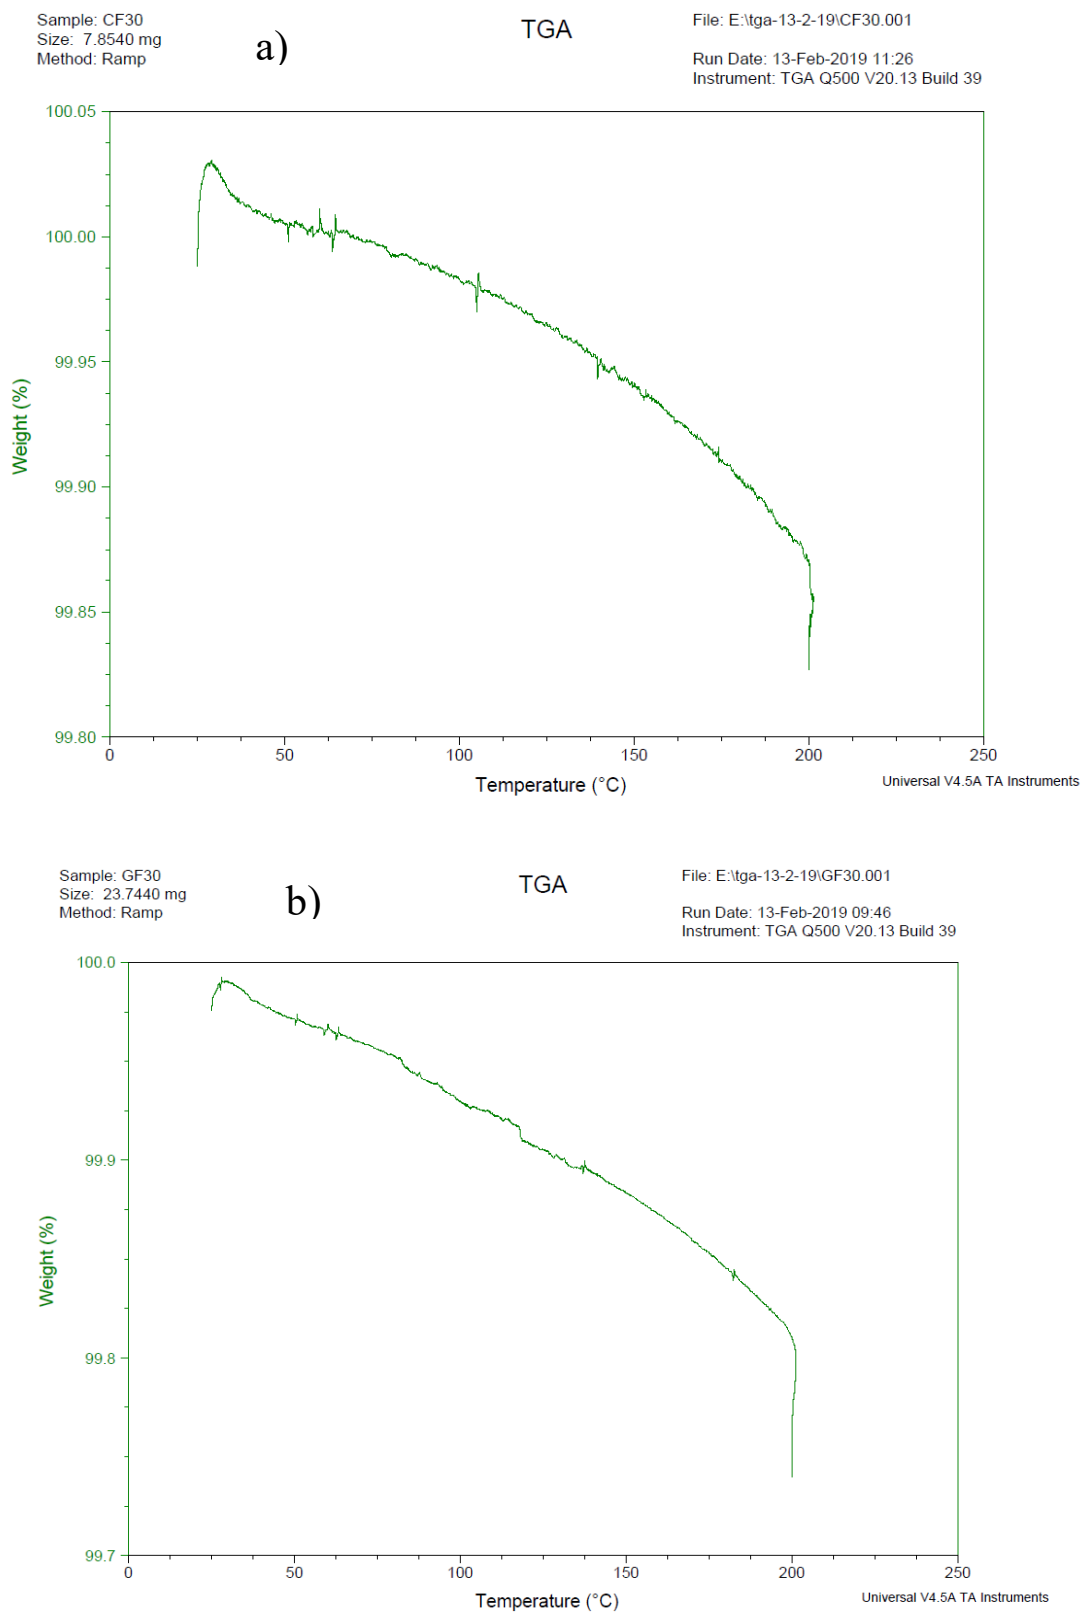 Sample: CF30
Size: 7.8540 mg
Method: Ramp
a)
TGA
File: E:\tga-13-2-19\CF30.001
Run Date: 13-Feb-2019 11:26
Instrument: TGA Q500 V20.13 Build 39
100.05
100.00
99.95
99.90
99.85
99.80
Weight (%)
0 50 100 150 200 250
Temperature (°C)
Universal V4.5A TA Instruments
Sample: GF30
Size: 23.7440 mg
Method: Ramp
b)
TGA
File: E:\tga-13-2-19\GF30.001
Run Date: 13-Feb-2019 09:46
Instrument: TGA Q500 V20.13 Build 39
100.0
99.9
99.8
99.7
Weight (%)
0 50 100 150 200 250
Temperature (°C)
Universal V4.5A TA Instruments